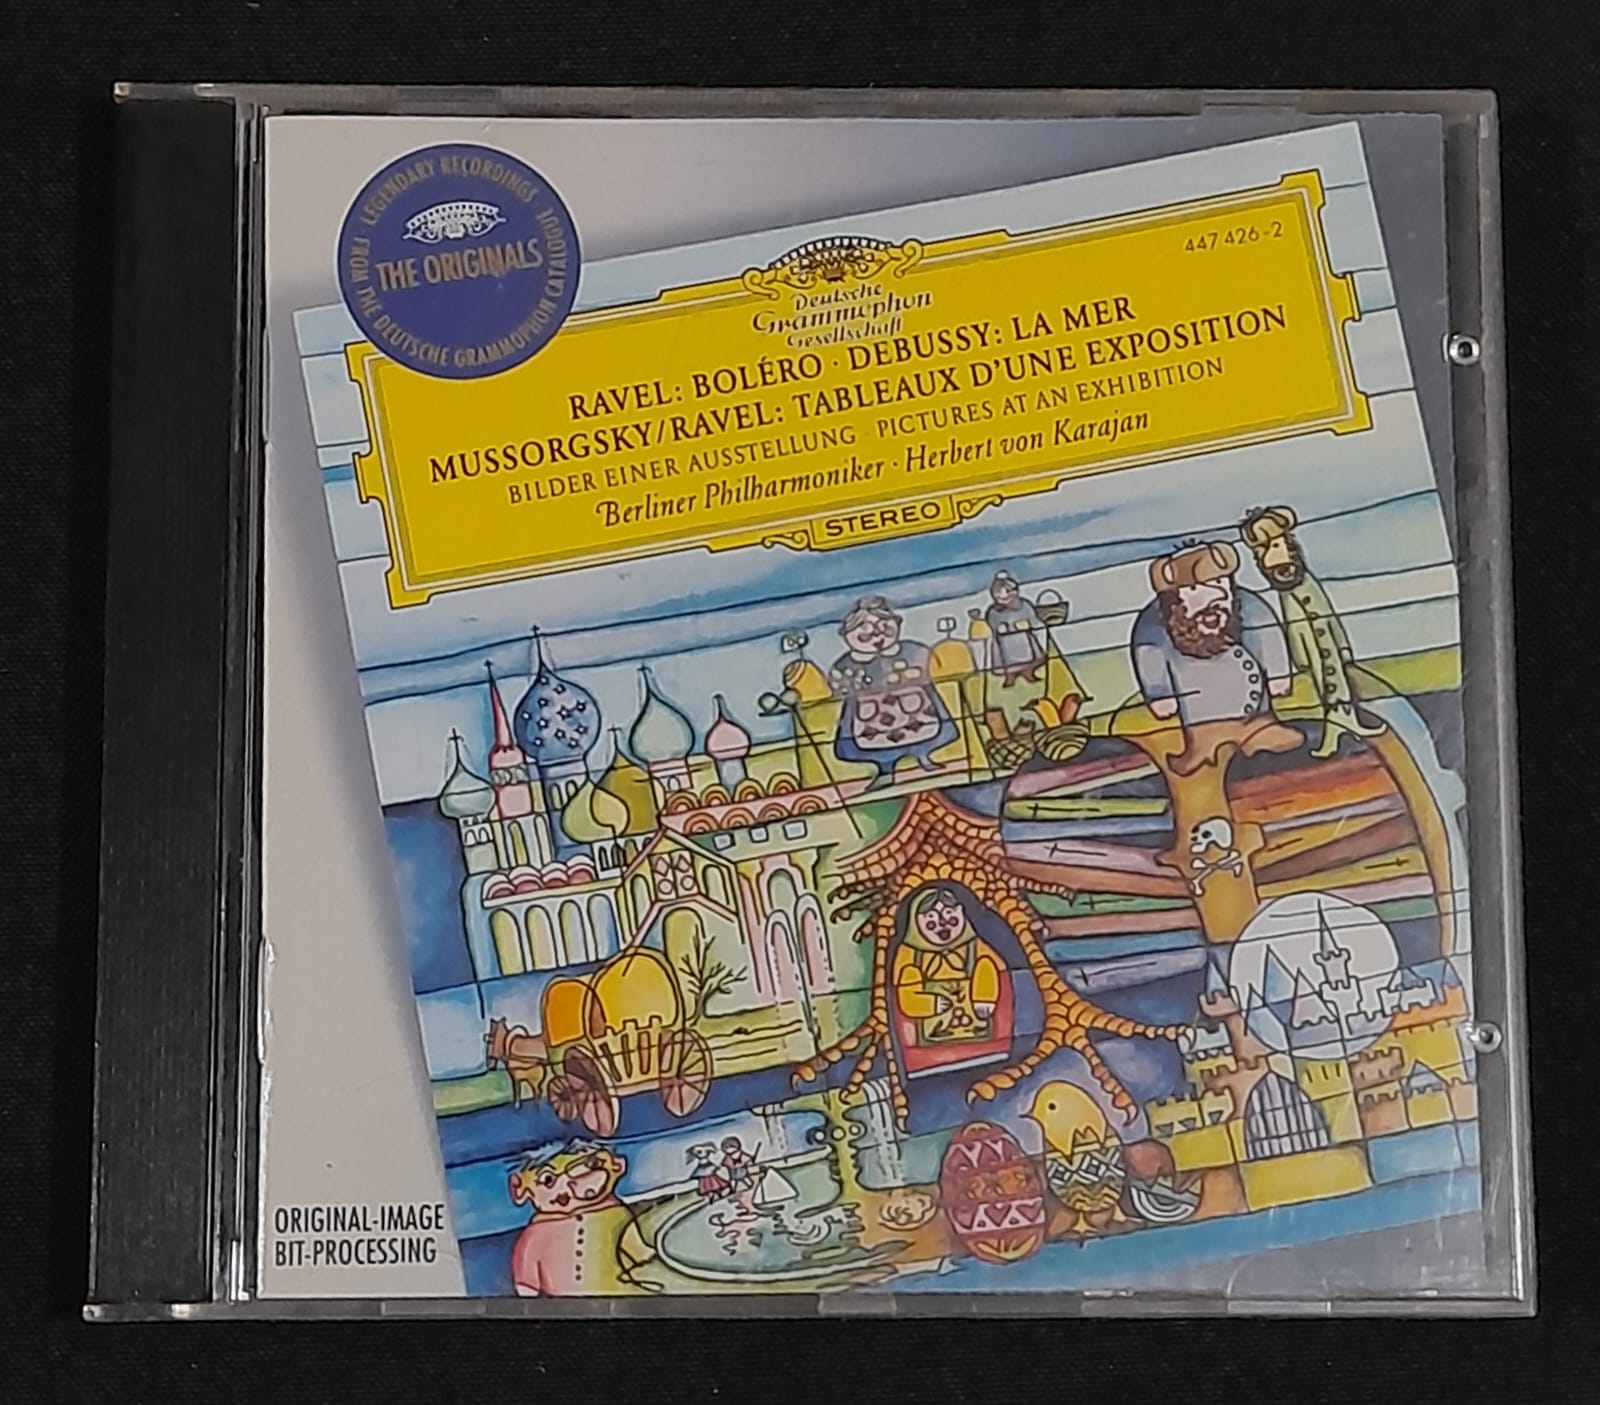 LEGENDARY RECORDINGS
THE ORIGINALS
FROM THE DEUTSCHE GRAMMOPHON CATALOGUE
447 426-2
Deutsche
Grammophon
Gesellschaft
RAVEL: BOLÉRO · DEBUSSY: LA MER
MUSSORGSKY/RAVEL: TABLEAUX D'UNE EXPOSITION
BILDER EINER AUSSTELLUNG · PICTURES AT AN EXHIBITION
Berliner Philharmoniker · Herbert von Karajan
STEREO
ORIGINAL-IMAGE
BIT-PROCESSING